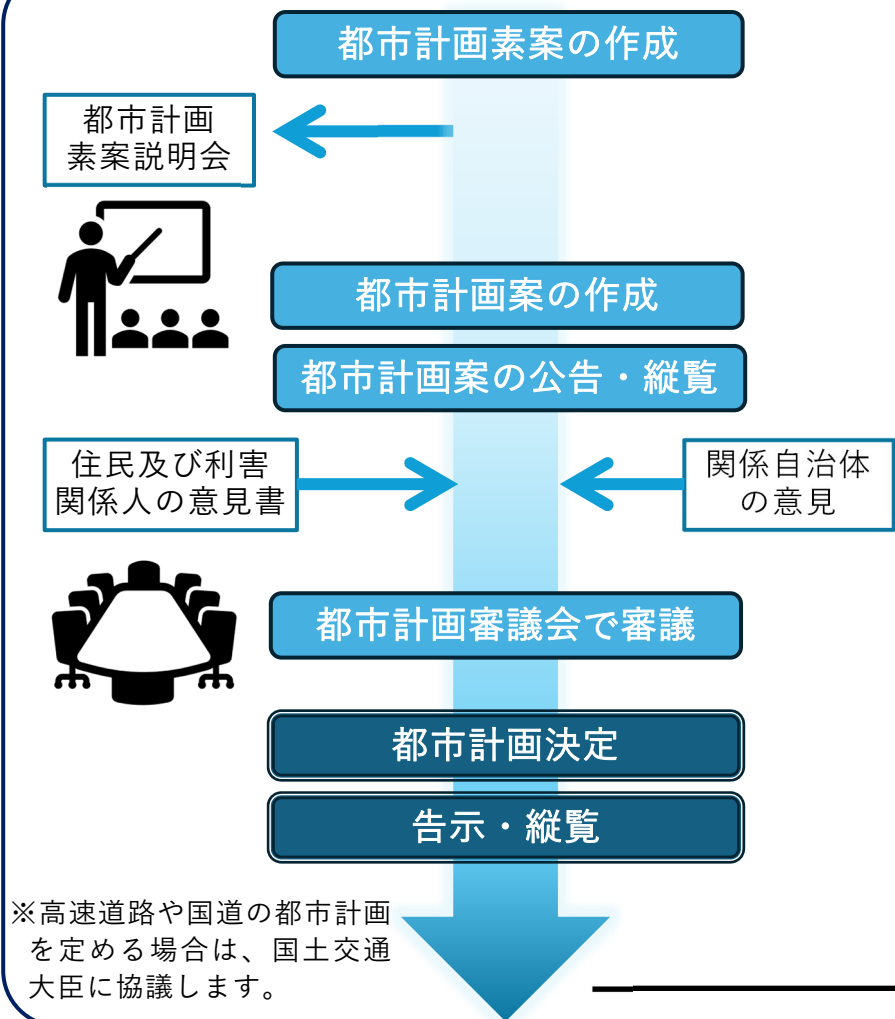 都市計画素案の作成
都市計画
素案説明会
都市計画案の作成
都市計画案の公告・縦覧
住民及び利害
関係人の意見書
関係自治体
の意見
都市計画審議会で審議
都市計画決定
告示・縦覧
※高速道路や国道の都市計画
を定める場合は、国土交通
大臣に協議します。